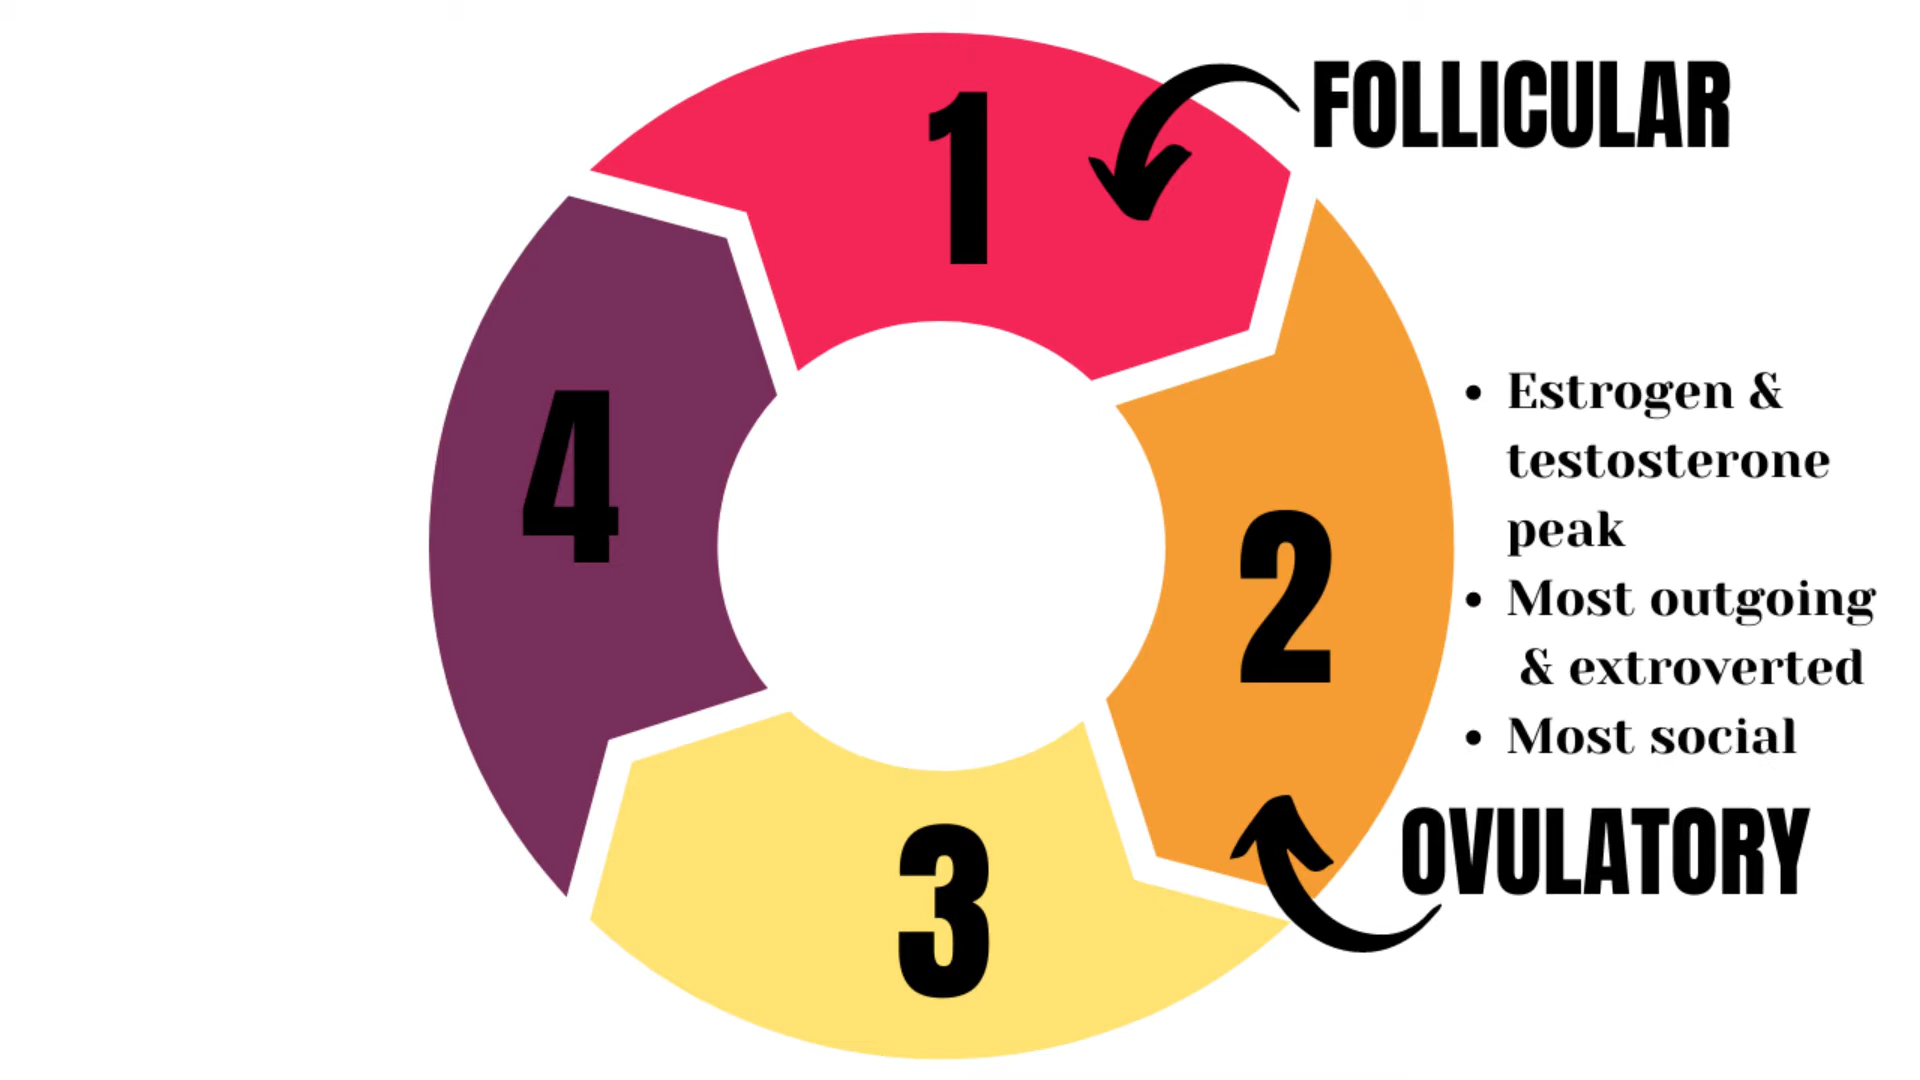 1
FOLLICULAR
4
2
• Estrogen &
testosterone
peak
• Most outgoing
& extroverted
• Most social
3
OVULATORY